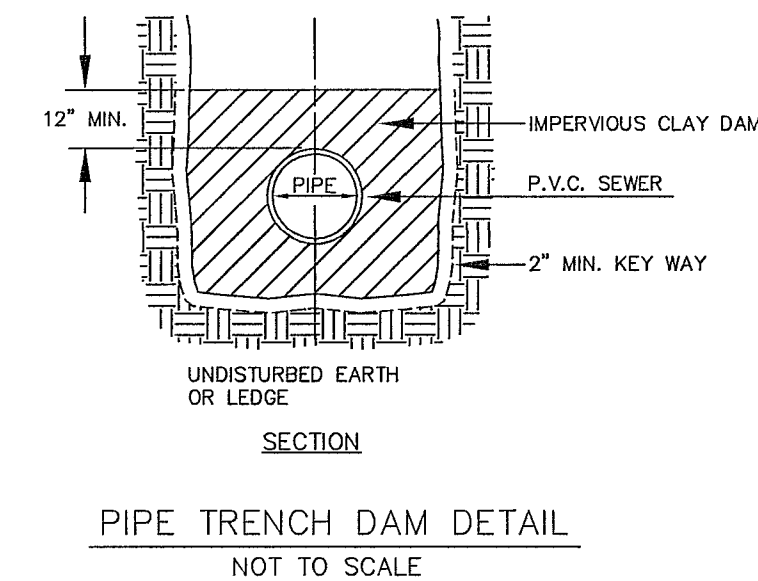 12" MIN.
IMPERVIOUS CLAY DAM
PIPE
P.V.C. SEWER
2" MIN. KEY WAY
UNDISTURBED EARTH
OR LEDGE
SECTION
PIPE TRENCH DAM DETAIL
NOT TO SCALE